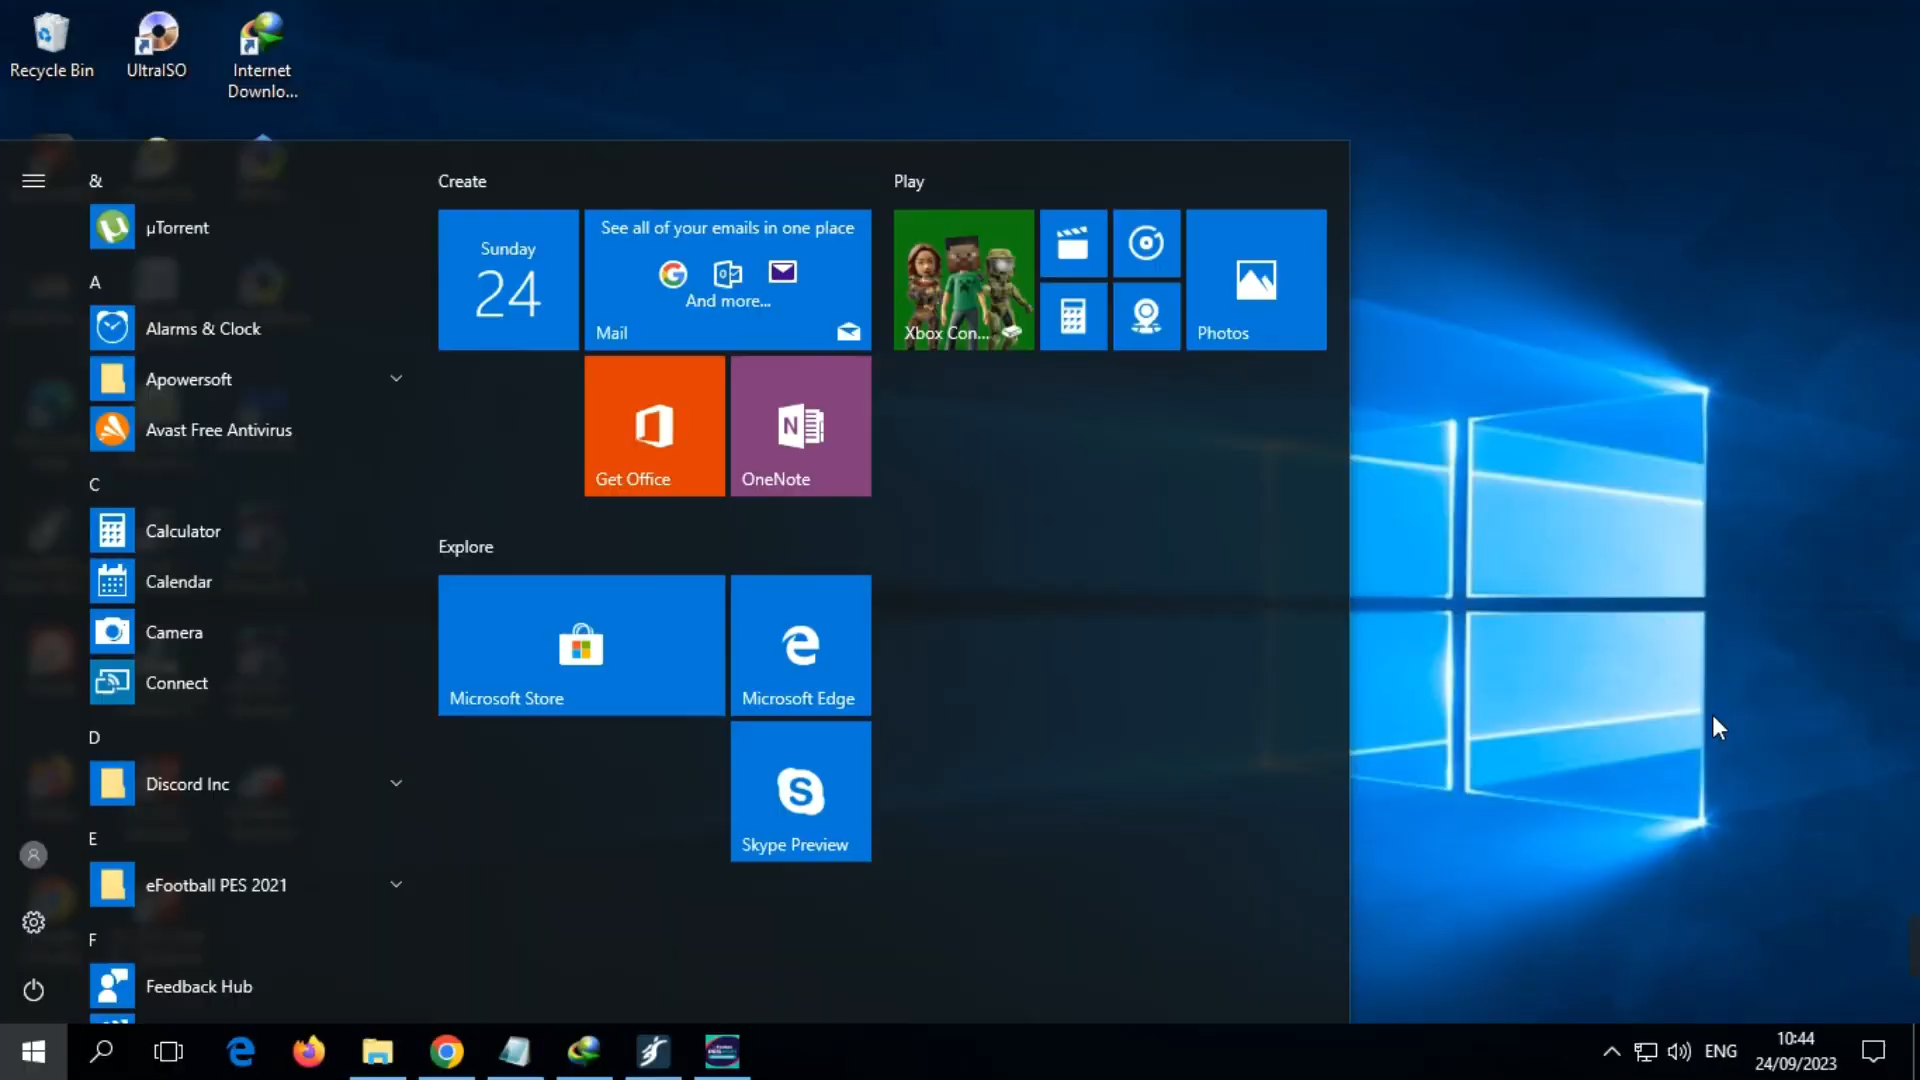 Recycle Bin
UltraISO
Internet
Downlo...
&
µTorrent
A
Alarms & Clock
Apowersoft
Avast Free Antivirus
C
Calculator
Calendar
Camera
Connect
D
Discord Inc
E
eFootball PES 2021
F
Feedback Hub
Create
Sunday
24
See all of your emails in one place
And more...
Mail
Get Office
OneNote
Explore
Microsoft Store
Microsoft Edge
Skype Preview
Play
Xbox Con...
Photos
ENG
10:44
24/09/2023